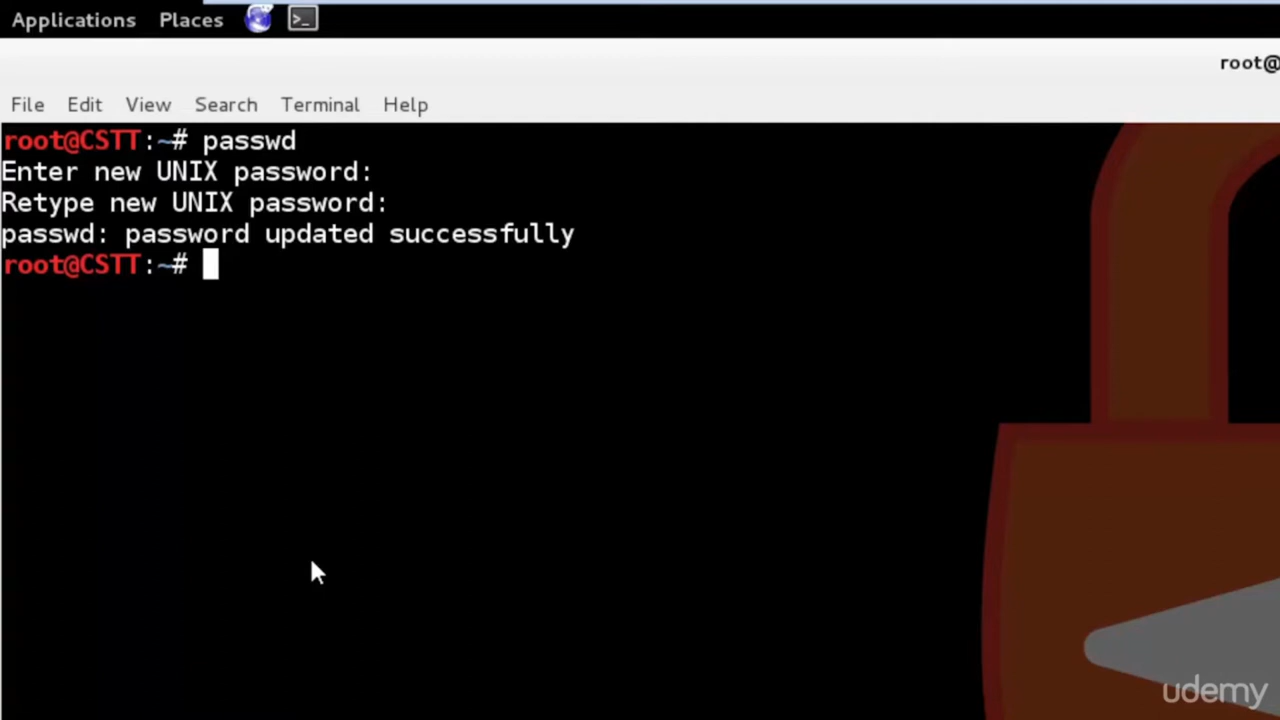 Applications Places
root@
File Edit View Search Terminal Help
root@CSTT:~# passwd
Enter new UNIX password:
Retype new UNIX password:
passwd: password updated successfully
root@CSTT:~#
udemy